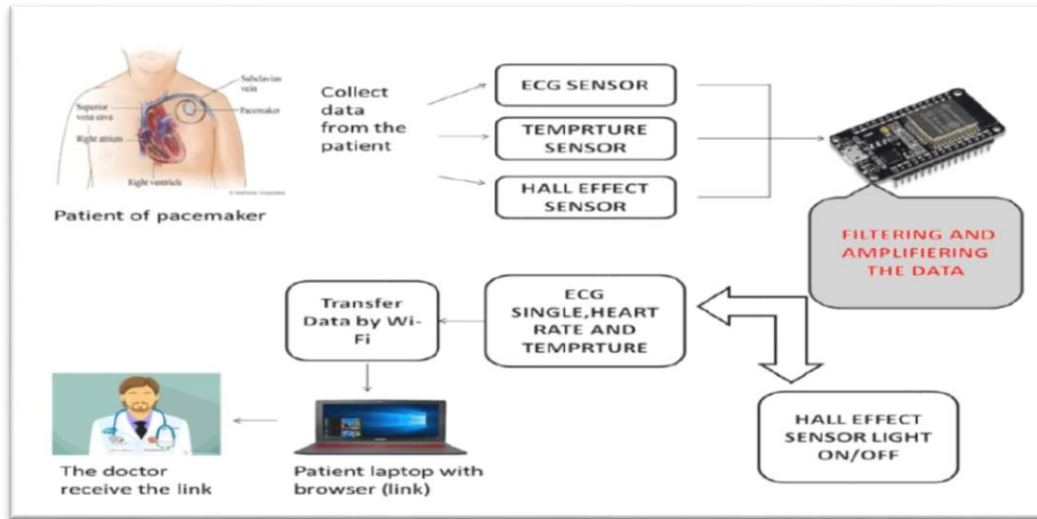 Subclavian
vein
Pacemaker
Superior
vena cava
Right atrium
Right ventricle
Patient of pacemaker
Collect
data
from the
patient
ECG SENSOR
TEMPRTURE
SENSOR
HALL EFFECT
SENSOR
FILTERING AND
AMPLIFIERING
THE DATA
Transfer
Data by Wi-
Fi
ECG
SINGLE,HEART
RATE AND
TEMPRTURE
HALL EFFECT
SENSOR LIGHT
ON/OFF
The doctor
receive the link
Patient laptop with
browser (link)